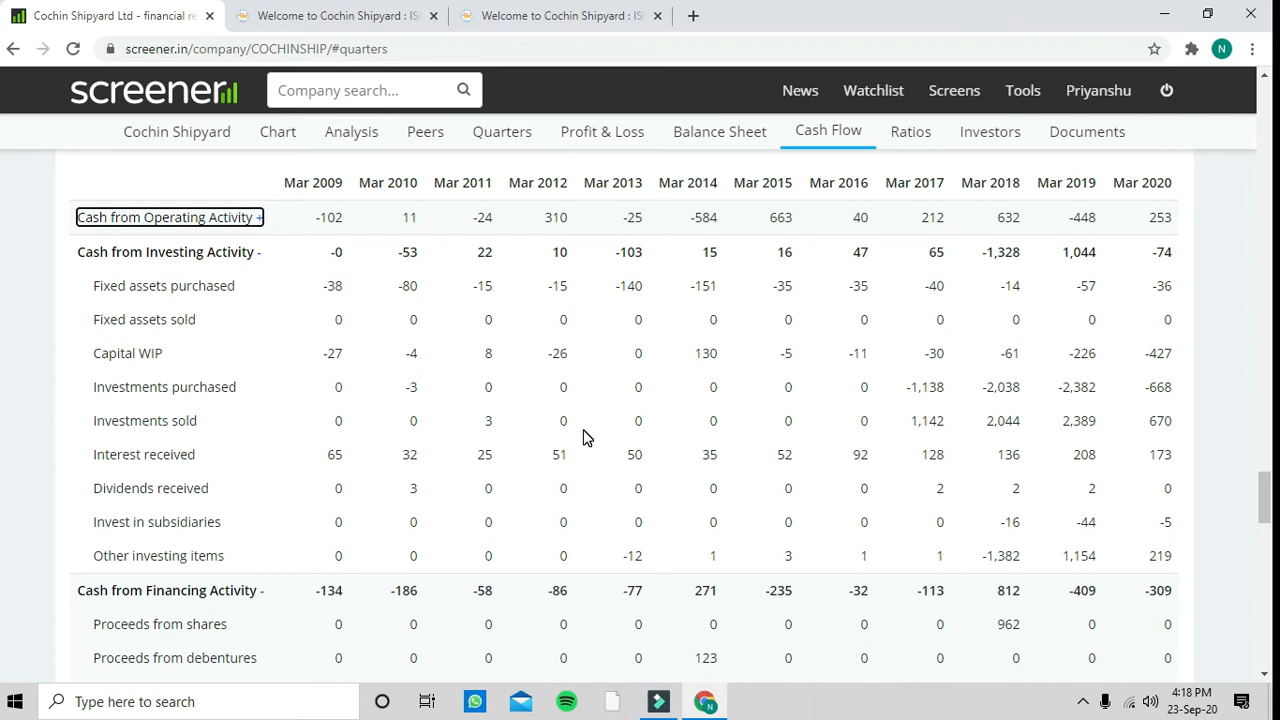 Cochin Shipyard Ltd - financial re
Welcome to Cochin Shipyard : ISO
Welcome to Cochin Shipyard : ISO
screener.in/company/COCHINSHIP/#quarters
N
screener
Company search...
News Watchlist Screens Tools Priyanshu
Cochin Shipyard Chart Analysis Peers Quarters Profit & Loss Balance Sheet Cash Flow Ratios Investors Documents
Mar 2009 Mar 2010 Mar 2011 Mar 2012 Mar 2013 Mar 2014 Mar 2015 Mar 2016 Mar 2017 Mar 2018 Mar 2019 Mar 2020
Cash from Operating Activity + -102 11 -24 310 -25 -584 663 40 212 632 -448 253
Cash from Investing Activity - -0 -53 22 10 -103 15 16 47 65 -1,328 1,044 -74
Fixed assets purchased -38 -80 -15 -15 -140 -151 -35 -35 -40 -14 -57 -36
Fixed assets sold 0 0 0 0 0 0 0 0 0 0 0 0
Capital WIP -27 -4 8 -26 0 130 -5 -11 -30 -61 -226 -427
Investments purchased 0 -3 0 0 0 0 0 0 -1,138 -2,038 -2,382 -668
Investments sold 0 0 3 0 0 0 0 0 1,142 2,044 2,389 670
Interest received 65 32 25 51 50 35 52 92 128 136 208 173
Dividends received 0 3 0 0 0 0 0 0 2 2 2 0
Invest in subsidiaries 0 0 0 0 0 0 0 0 0 -16 -44 -5
Other investing items 0 0 0 0 -12 1 3 1 1 -1,382 1,154 219
Cash from Financing Activity - -134 -186 -58 -86 -77 271 -235 -32 -113 812 -409 -309
Proceeds from shares 0 0 0 0 0 0 0 0 0 962 0 0
Proceeds from debentures 0 0 0 0 0 123 0 0 0 0 0 0
Type here to search
4:18 PM
23-Sep-20